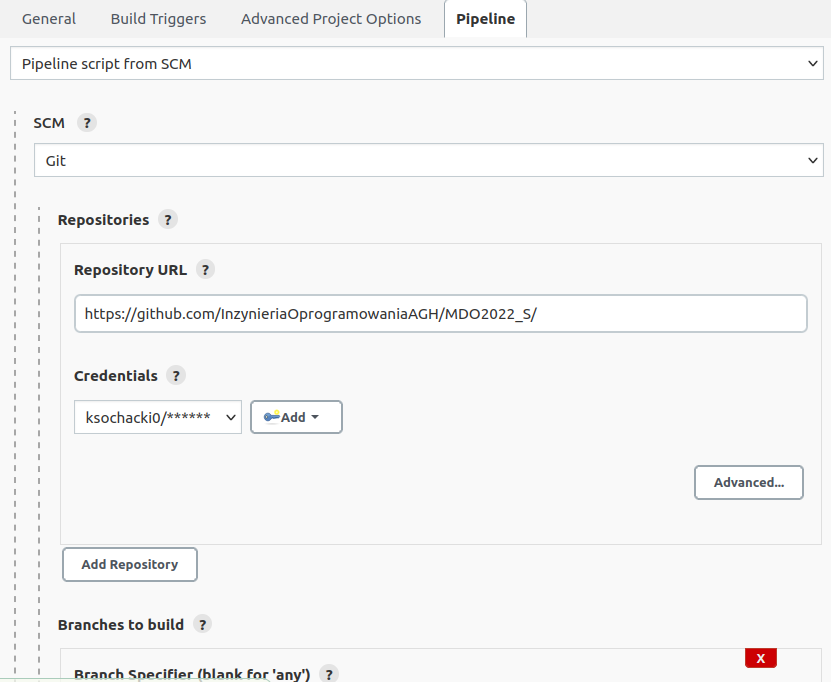 General Build Triggers Advanced Project Options Pipeline
Pipeline script from SCM
SCM ?
Git
Repositories ?
Repository URL ?
https://github.com/InzynieriaOprogramowaniaAGH/MDO2022_S/
Credentials ?
ksochacki0/****** Add
Advanced...
Add Repository
Branches to build ?
X
Branch Specifier (blank for 'any') ?